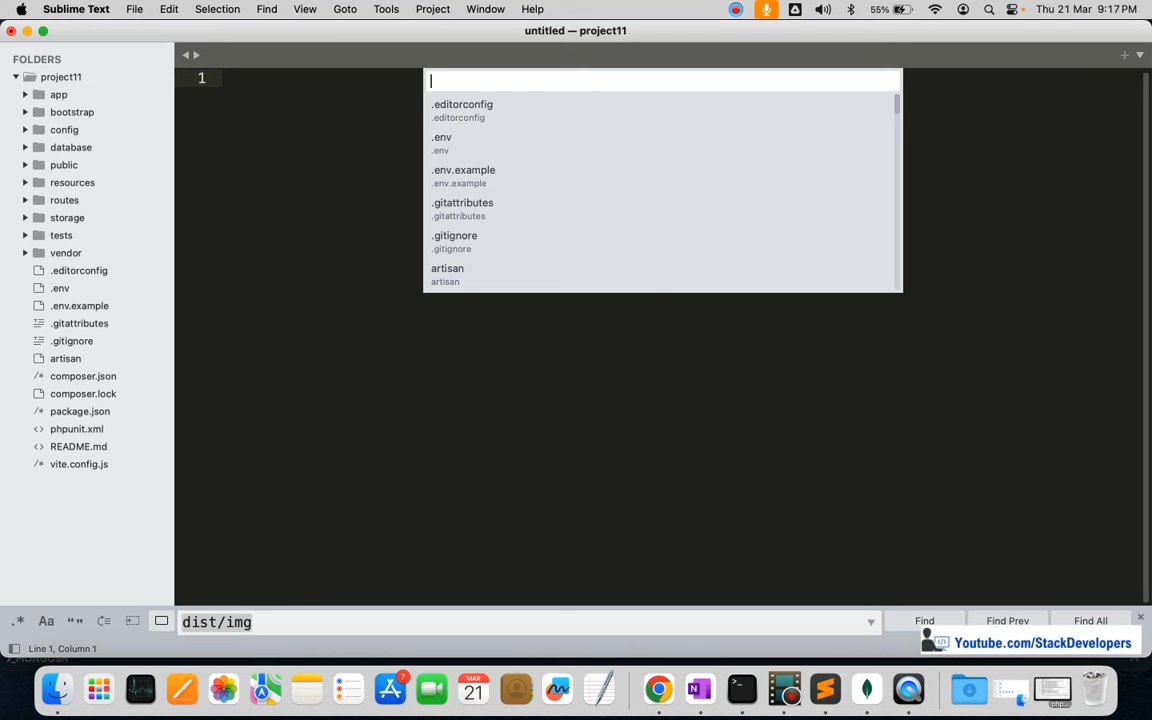 Sublime Text File Edit Selection Find View Goto Tools Project Window Help 55% Thu 21 Mar 9:17 PM
untitled — project11
FOLDERS
project11
app
bootstrap
config
database
public
resources
routes
storage
tests
vendor
.editorconfig
.env
.env.example
.gitattributes
.gitignore
artisan
/* composer.json
composer.lock
/* package.json
<> phpunit.xml
<> README.md
/* vite.config.js
1
.editorconfig
.editorconfig
.env
.env
.env.example
.env.example
.gitattributes
.gitattributes
.gitignore
.gitignore
artisan
artisan
.* Aa “” dist/img Find Find Prev Find All
Line 1, Column 1
Youtube.com/StackDevelopers
7
MAR
21
php